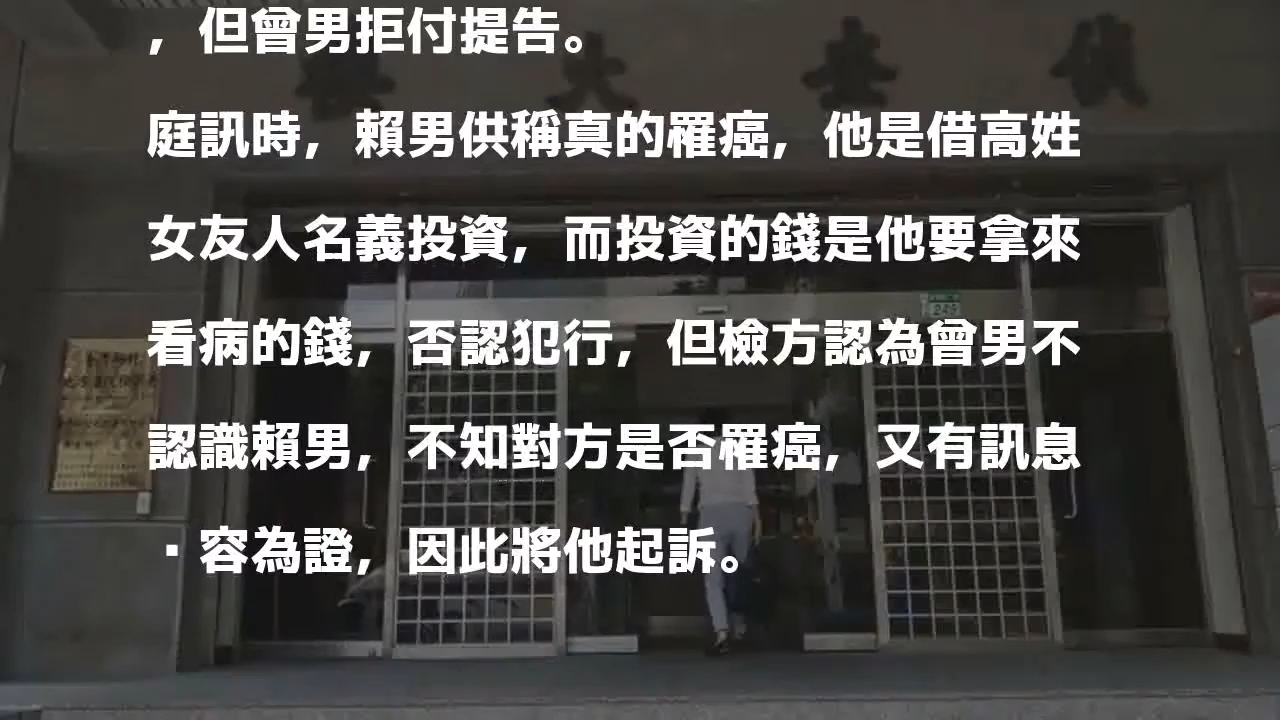 ，但曾男拒付提告。
庭訊時，賴男供稱真的罹癌，他是借高姓
女友人名義投資，而投資的錢是他要拿來
看病的錢，否認犯行，但檢方認為曾男不
認識賴男，不知對方是否罹癌，又有訊息
▪容為證，因此將他起訴。
249